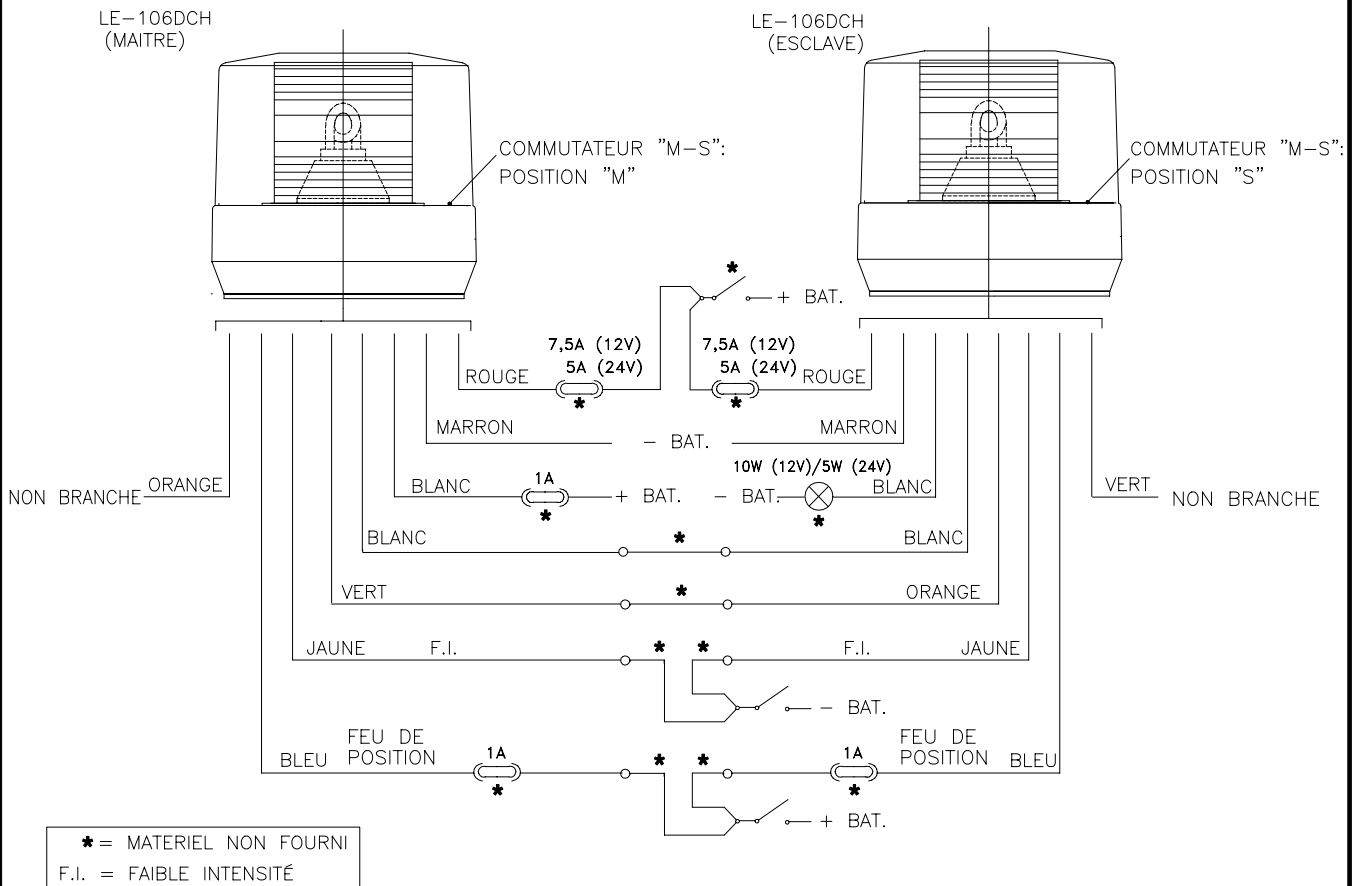 LE-106DCH
(MAITRE)
LE-106DCH
(ESCLAVE)
COMMUTATEUR "M-S":
POSITION "M"
COMMUTATEUR "M-S":
POSITION "S"
* + BAT.
7,5A (12V)
5A (24V)
7,5A (12V)
5A (24V)
ROUGE * * ROUGE
MARRON - BAT. MARRON
10W (12V)/5W (24V)
NON BRANCHE ORANGE BLANC 1A * + BAT. - BAT. * BLANC VERT NON BRANCHE
BLANC * BLANC
VERT * ORANGE
JAUNE F.I. * * F.I. JAUNE
- BAT.
BLEU FEU DE
POSITION 1A * * * 1A * FEU DE
POSITION BLEU
+ BAT.
* = MATERIEL NON FOURNI
F.I. = FAIBLE INTENSITÉ